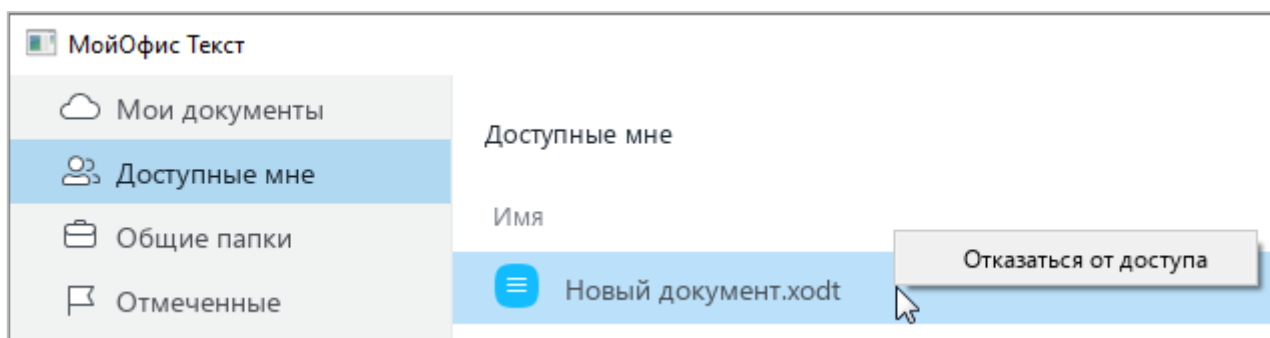 МойОфис Текст
Мои документы
Доступные мне
Общие папки
Отмеченные
Доступные мне
Имя
Новый документ.xodt
Отказаться от доступа